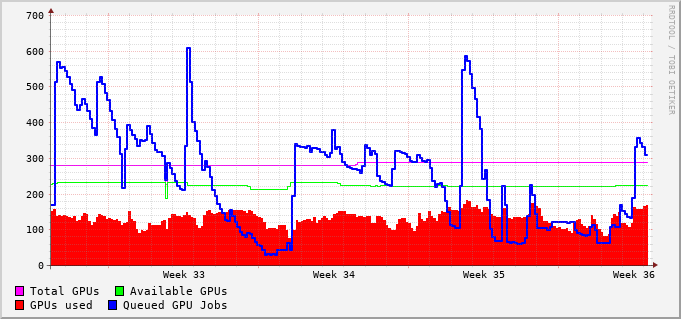 700
600
500
400
300
200
100
0
Week 33 Week 34 Week 35 Week 36
Total GPUs Available GPUs
GPUs used Queued GPU Jobs
RRDTOOL / TOBI OETIKER